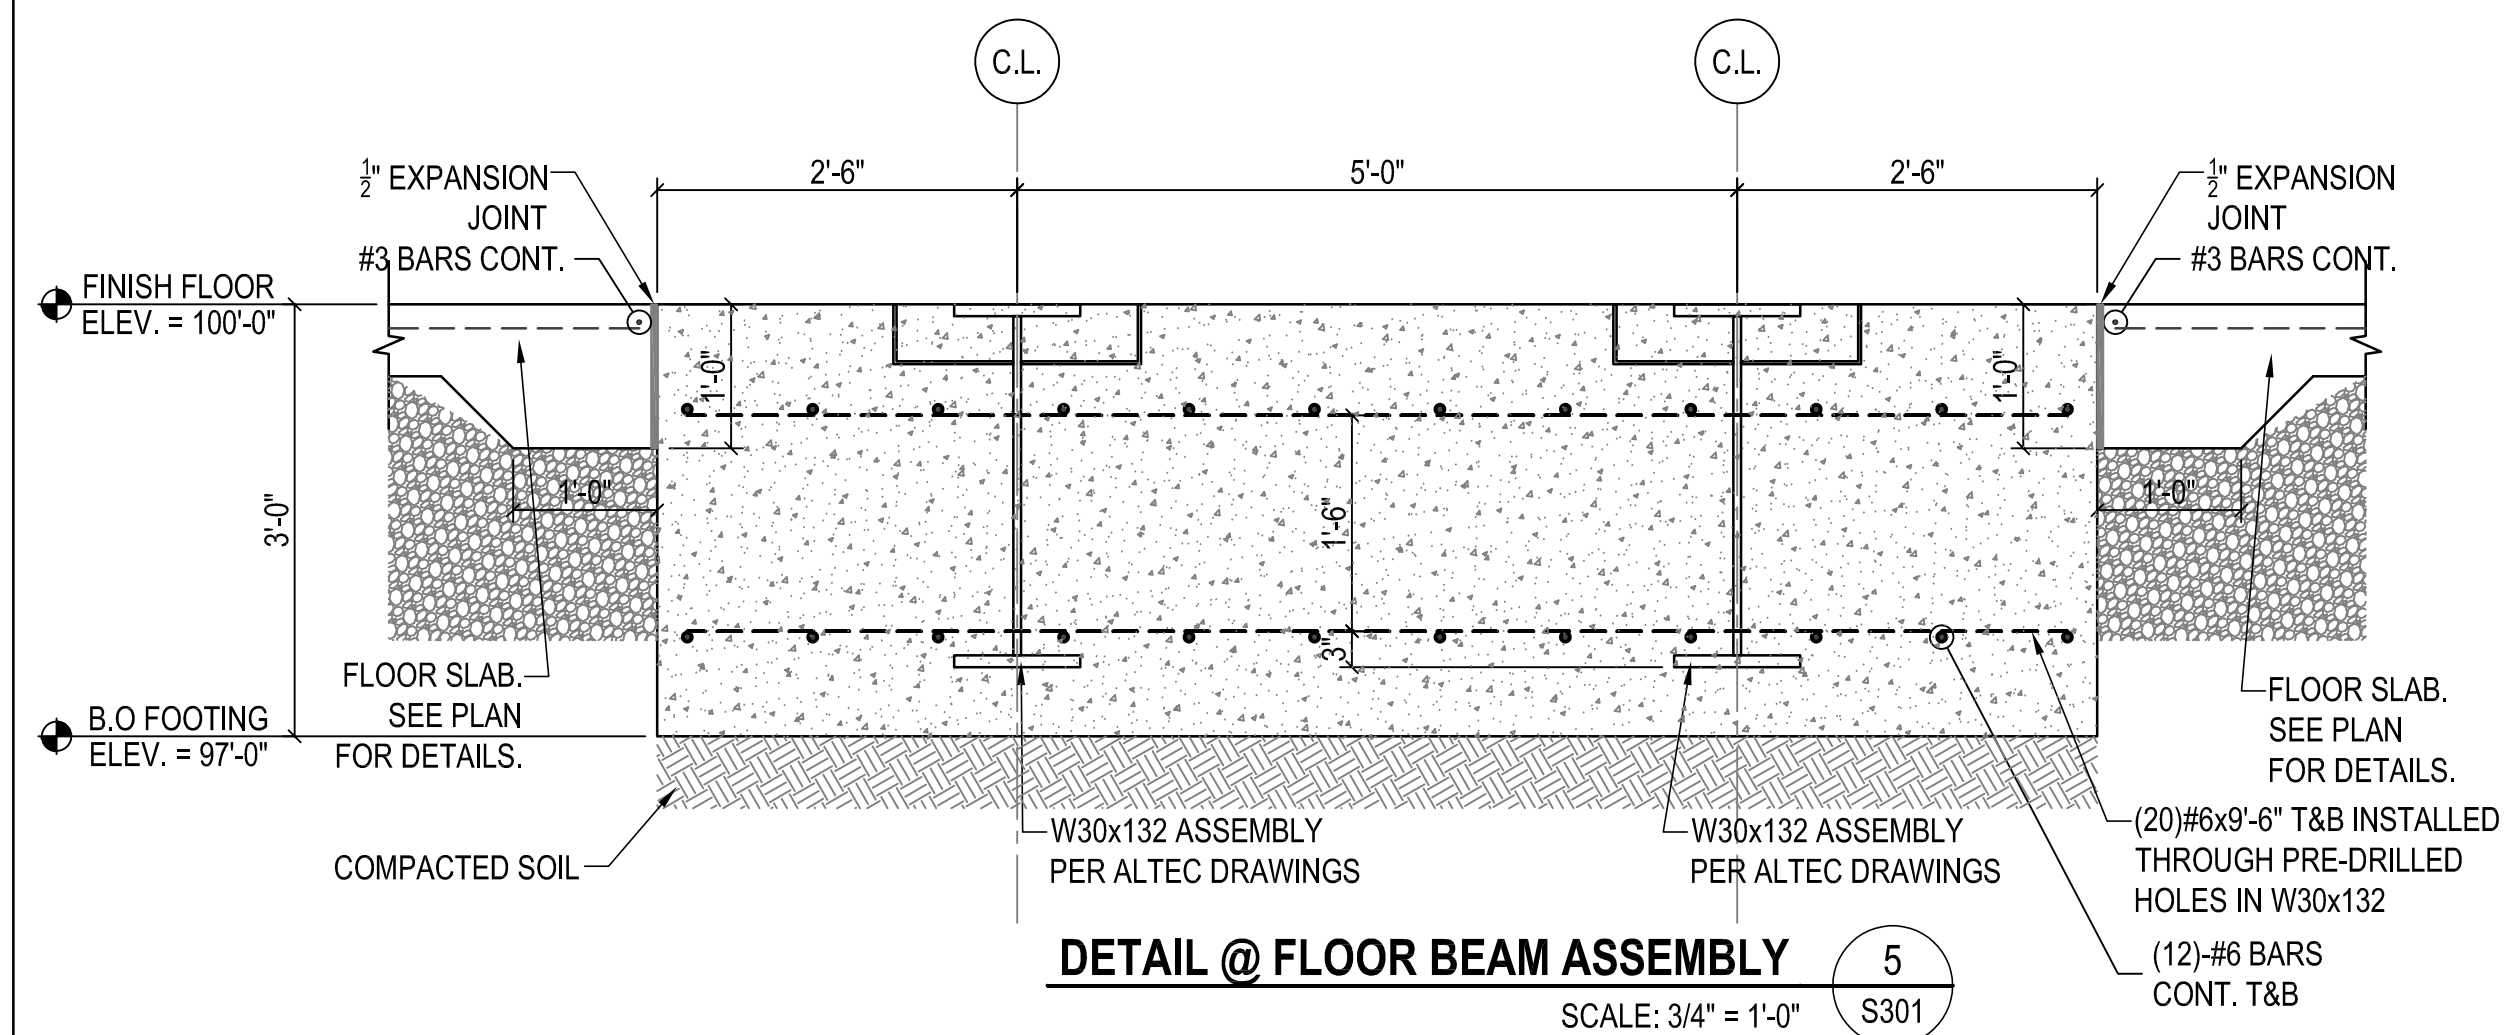 C.L.
C.L.
2'-6"
5'-0"
2'-6"
1/2" EXPANSION
JOINT
#3 BARS CONT.
1/2" EXPANSION
JOINT
#3 BARS CONT.
FINISH FLOOR
ELEV. = 100'-0"
1'-0"
1'-0"
1'-0"
1'-0"
3'-0"
1'-6"
3"
FLOOR SLAB.
SEE PLAN
FOR DETAILS.
FLOOR SLAB.
SEE PLAN
FOR DETAILS.
B.O FOOTING
ELEV. = 97'-0"
COMPACTED SOIL
W30x132 ASSEMBLY
PER ALTEC DRAWINGS
W30x132 ASSEMBLY
PER ALTEC DRAWINGS
(20)#6x9'-6" T&B INSTALLED
THROUGH PRE-DRILLED
HOLES IN W30x132
(12)-#6 BARS
CONT. T&B
DETAIL @ FLOOR BEAM ASSEMBLY
5
S301
SCALE: 3/4" = 1'-0"